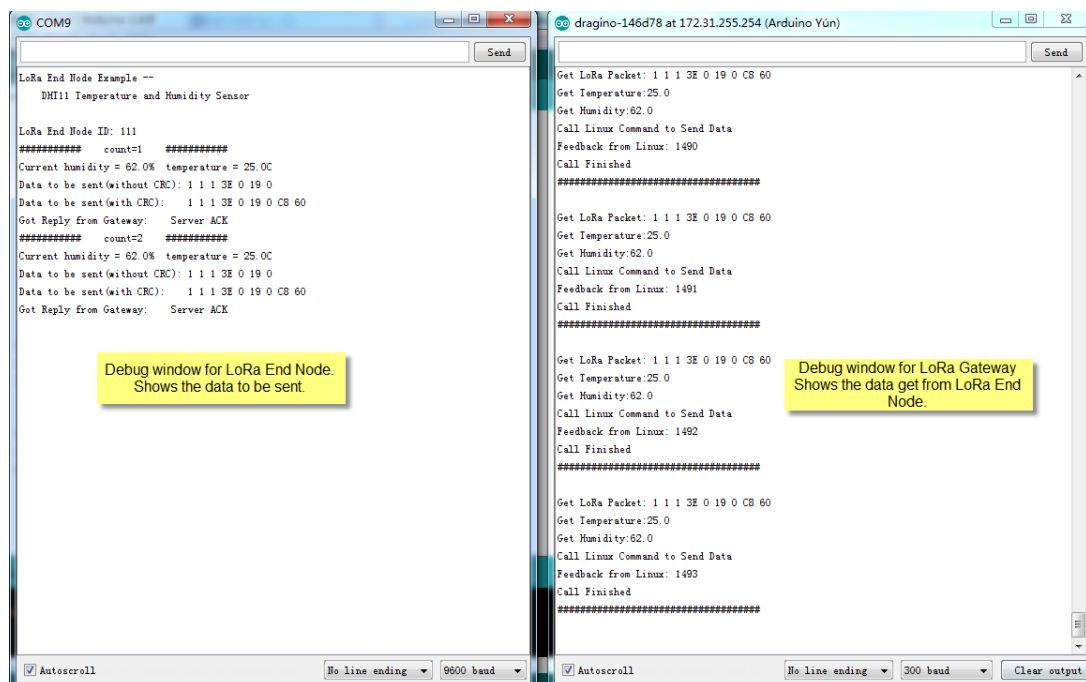 COM9
Send
LoRa End Node Example --
DHT11 Temperature and Humidity Sensor
LoRa End Node ID: 111
########### count=1 ###########
Current humidity = 62.0% temperature = 25.0C
Data to be sent(without CRC): 1 1 1 3E 0 19 0
Data to be sent(with CRC): 1 1 1 3E 0 19 0 C8 60
Got Reply from Gateway: Server ACK
########### count=2 ###########
Current humidity = 62.0% temperature = 25.0C
Data to be sent(without CRC): 1 1 1 3E 0 19 0
Data to be sent(with CRC): 1 1 1 3E 0 19 0 C8 60
Got Reply from Gateway: Server ACK
Debug window for LoRa End Node.
Shows the data to be sent.
Autoscroll
No line ending
9600 baud
dragino-146d78 at 172.31.255.254 (Arduino Yún)
Send
Get LoRa Packet: 1 1 1 3E 0 19 0 C8 60
Get Temperature:25.0
Get Humidity:62.0
Call Linux Command to Send Data
Feedback from Linux: 1490
Call Finished
###################################
Get LoRa Packet: 1 1 1 3E 0 19 0 C8 60
Get Temperature:25.0
Get Humidity:62.0
Call Linux Command to Send Data
Feedback from Linux: 1491
Call Finished
###################################
Get LoRa Packet: 1 1 1 3E 0 19 0 C8 60
Get Temperature:25.0
Get Humidity:62.0
Call Linux Command to Send Data
Feedback from Linux: 1492
Call Finished
###################################
Get LoRa Packet: 1 1 1 3E 0 19 0 C8 60
Get Temperature:25.0
Get Humidity:62.0
Call Linux Command to Send Data
Feedback from Linux: 1493
Call Finished
###################################
Debug window for LoRa Gateway
Shows the data get from LoRa End
Node.
Autoscroll
No line ending
300 baud
Clear output